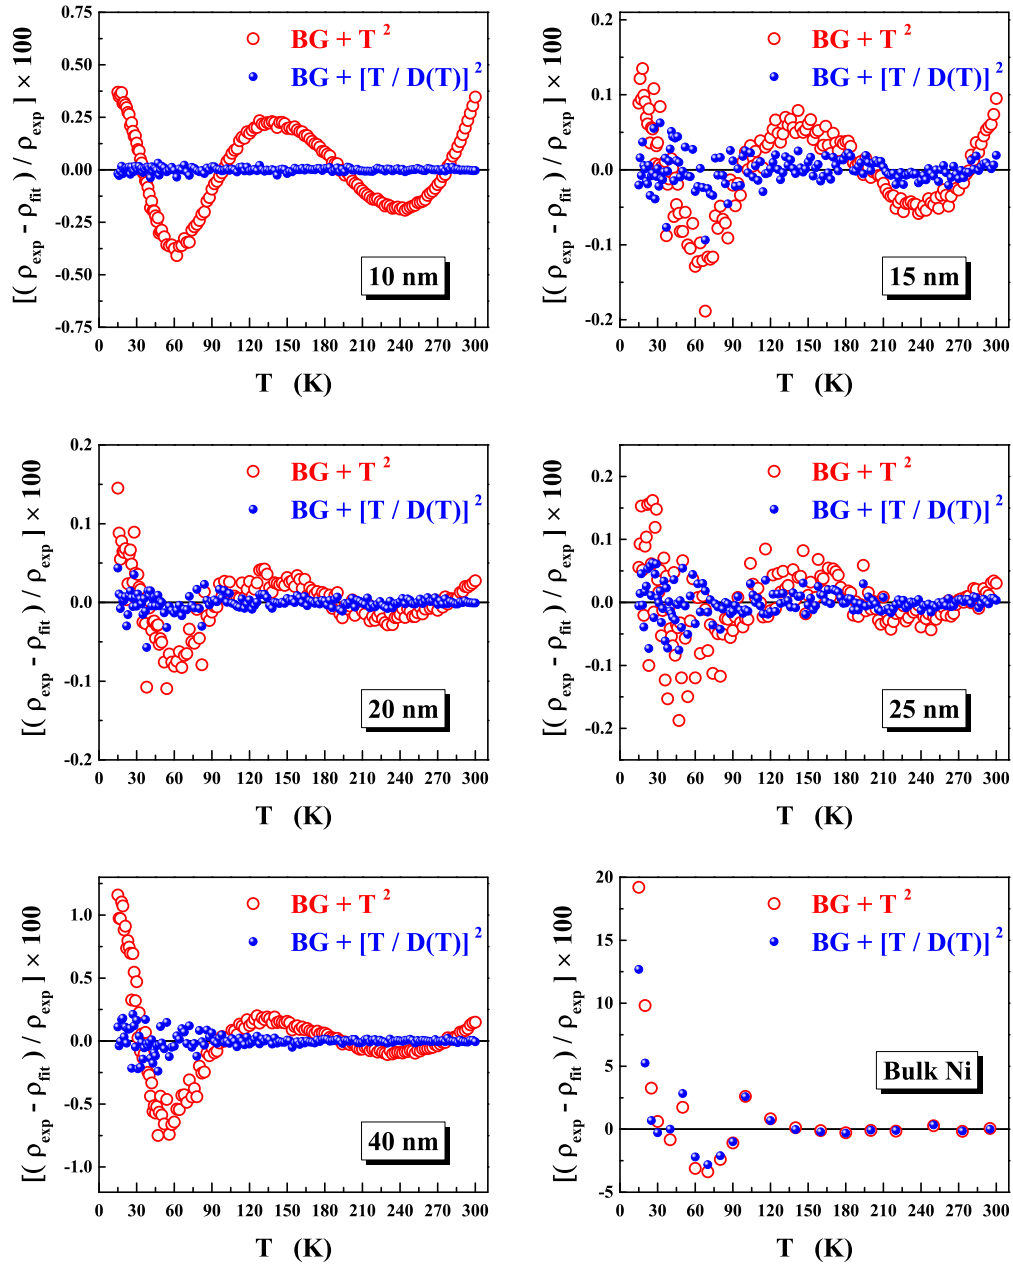 [(ρexp - ρfit) / ρexp] × 100
0.75
0.50
0.25
0.00
-0.25
-0.50
-0.75
BG + T 2
BG + [T / D(T)] 2
10 nm
0 30 60 90 120 150 180 210 240 270 300
T (K)
[(ρexp - ρfit) / ρexp] × 100
0.2
0.1
0.0
-0.1
-0.2
BG + T 2
BG + [T / D(T)] 2
15 nm
0 30 60 90 120 150 180 210 240 270 300
T (K)
[(ρexp - ρfit) / ρexp] × 100
0.2
0.1
0.0
-0.1
-0.2
BG + T 2
BG + [T / D(T)] 2
20 nm
0 30 60 90 120 150 180 210 240 270 300
T (K)
[(ρexp - ρfit) / ρexp] × 100
0.2
0.1
0.0
-0.1
-0.2
BG + T 2
BG + [T / D(T)] 2
25 nm
0 30 60 90 120 150 180 210 240 270 300
T (K)
[(ρexp - ρfit) / ρexp] × 100
1.0
0.5
0.0
-0.5
-1.0
BG + T 2
BG + [T / D(T)] 2
40 nm
0 30 60 90 120 150 180 210 240 270 300
T (K)
[(ρexp - ρfit) / ρexp] × 100
20
15
10
5
0
-5
BG + T 2
BG + [T / D(T)] 2
Bulk Ni
0 30 60 90 120 150 180 210 240 270 300
T (K)